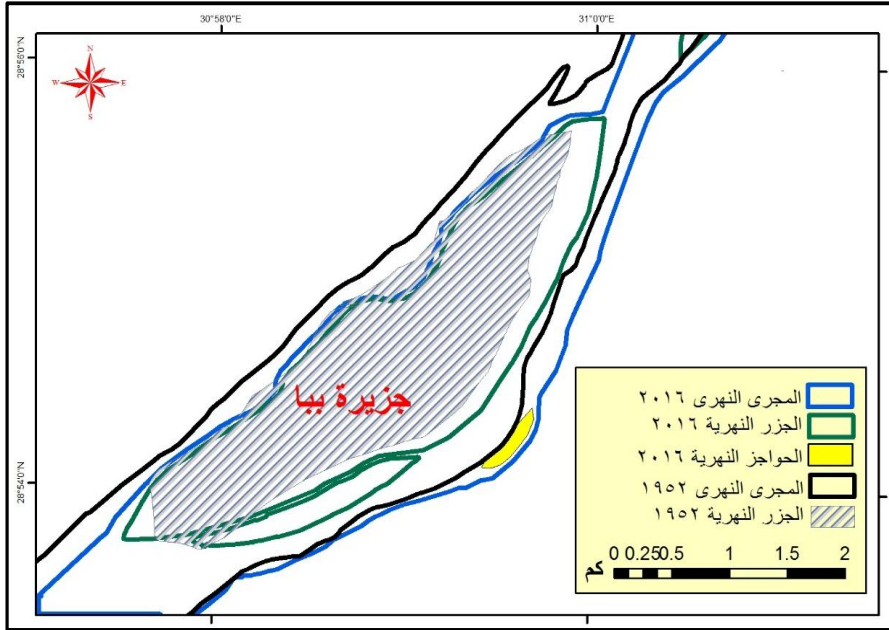 30°58'0"E
31°0'0"E
28°56'0"N
N
W
E
S
جزيرة ببا
المجرى النهرى ٢٠١٦
الجزر النهرية ٢٠١٦
الحواجز النهرية ٢٠١٦
المجرى النهرى ١٩٥٢
الجزر النهرية ١٩٥٢
28°54'0"N
0 0.25 0.5 1 1.5 2
كم